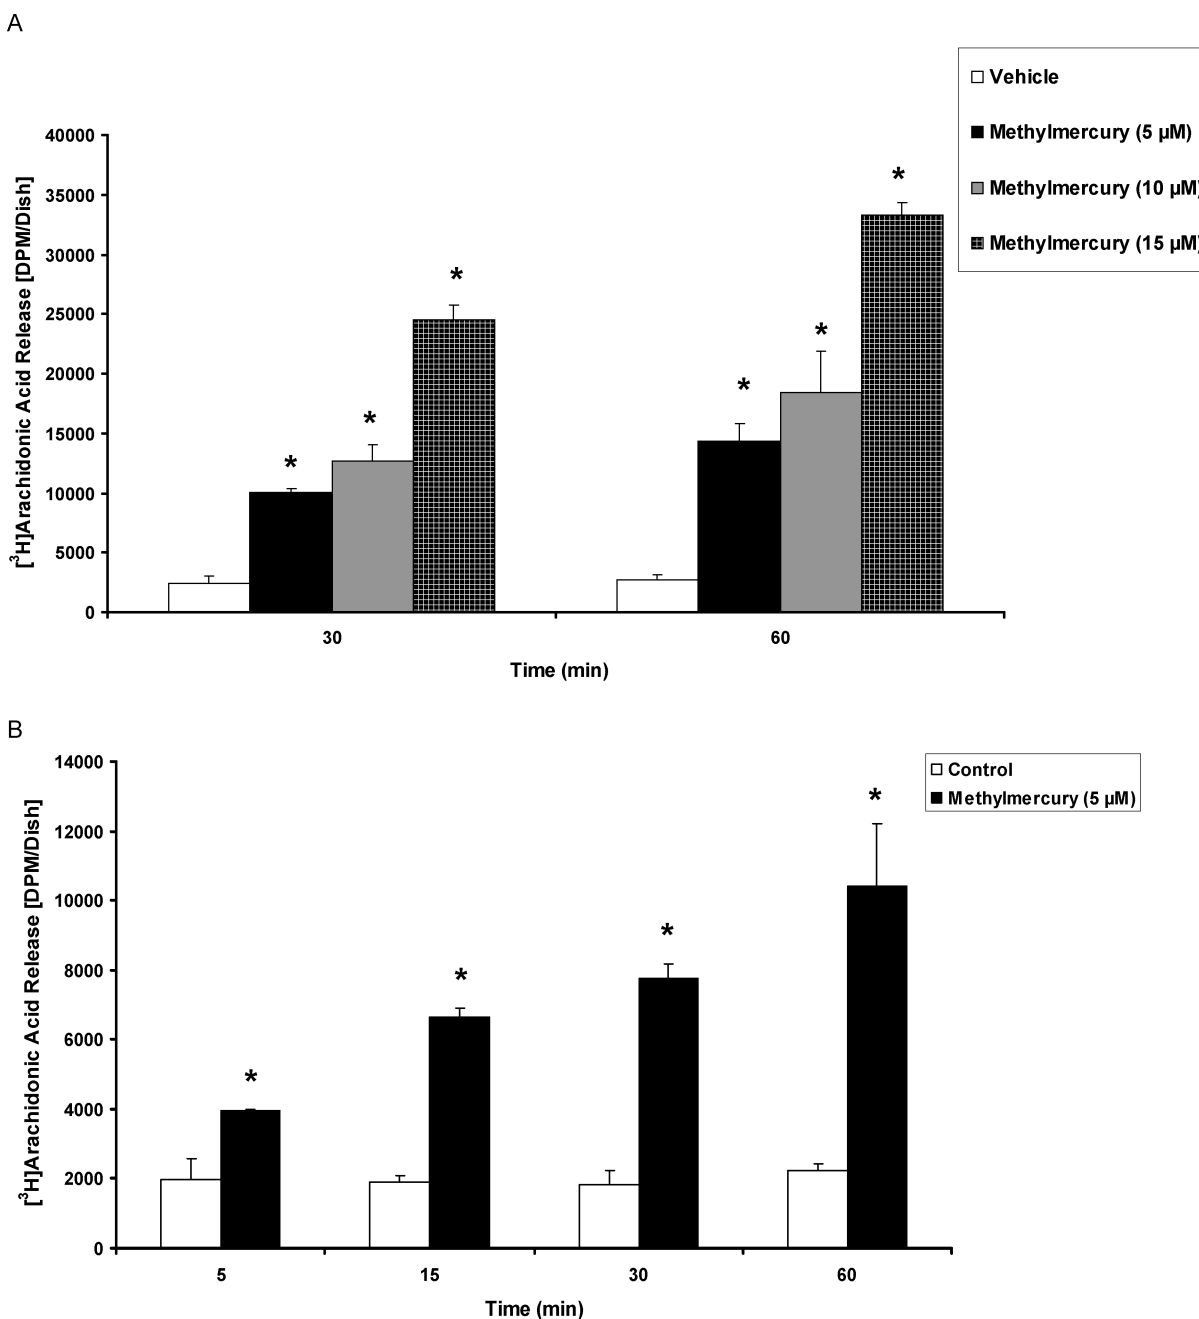 A
Vehicle
Methylmercury (5 µM)
Methylmercury (10 µM)
Methylmercury (15 µM)
[³H]Arachidonic Acid Release [DPM/Dish]
40000
35000
30000
25000
20000
15000
10000
5000
0
*
*
*
*
*
*
30
60
Time (min)
B
Control
Methylmercury (5 µM)
[³H]Arachidonic Acid Release [DPM/Dish]
14000
12000
10000
8000
6000
4000
2000
0
*
*
*
*
5
15
30
60
Time (min)